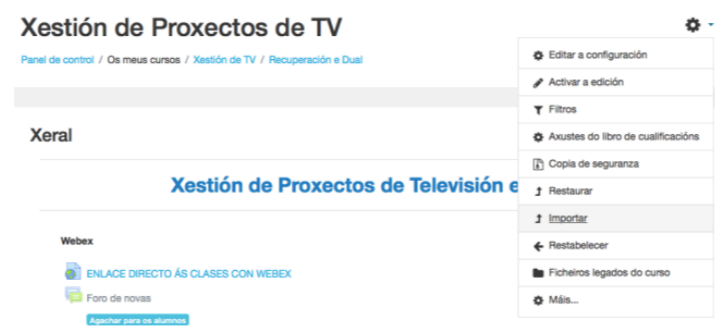 Xestión de Proxectos de TV
Panel de control / Os meus cursos / Xestión de TV / Recuperación e Dual
Editar a configuración
Activar a edición
Filtros
Axustes do libro de cualificacións
Copia de seguranza
Restaurar
Importar
Restabelecer
Ficheiros legados do curso
Máis...
Xeral
Xestión de Proxectos de Televisión e
Webex
ENLACE DIRECTO ÁS CLASES CON WEBEX
Foro de novas
Agachar para os alumnos